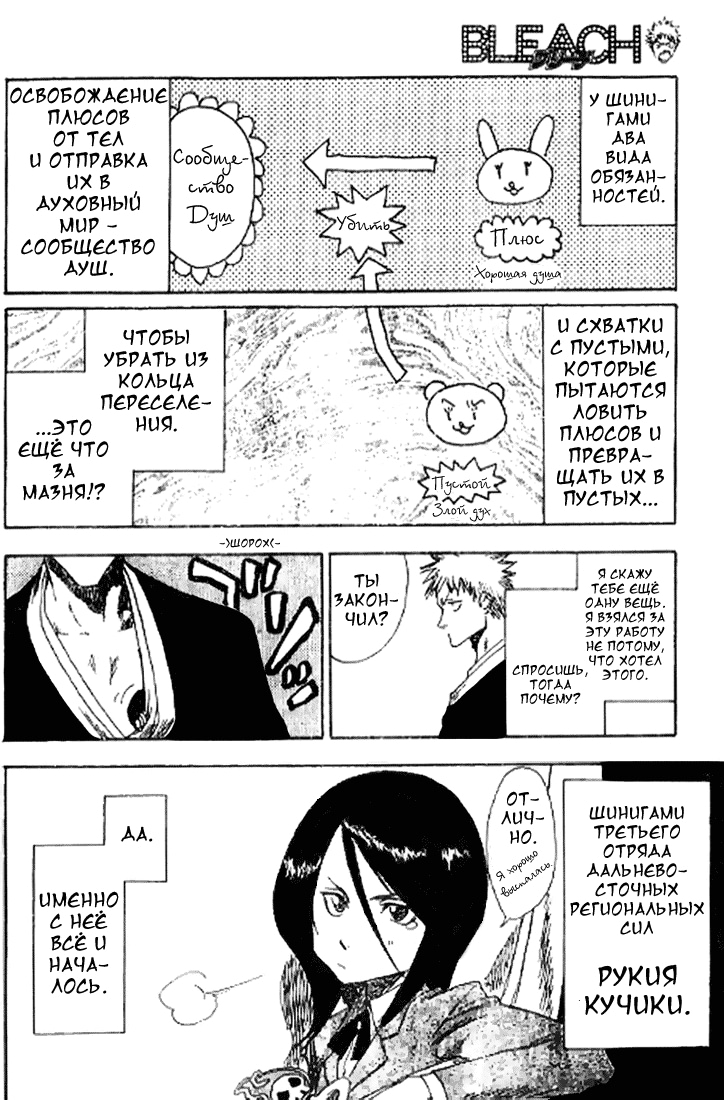 BLEACH
У ШИНИ-
ГАМИ
ДВА
ВИДА
ОБЯЗАН-
НОСТЕЙ.
Плюс
Хорошая душа
Убить
Сообще-
ство
Душ
ОСВОБОЖДЕНИЕ
ПЛЮСОВ
ОТ ТЕЛ
И ОТПРАВКА
ИХ В
ДУХОВНЫЙ
МИР –
СООБЩЕСТВО
ДУШ.
И СХВАТКИ
С ПУСТЫМИ,
КОТОРЫЕ
ПЫТАЮТСЯ
ЛОВИТЬ
ПЛЮСОВ И
ПРЕВРА-
ЩАТЬ ИХ В
ПУСТЫХ...
Пустой
Злой дух
ЧТОБЫ
УБРАТЬ ИЗ
КОЛЬЦА
ПЕРЕСЕЛЕ-
НИЯ.
...ЭТО
ЕЩЁ ЧТО
ЗА
МАЗНЯ!?
Я СКАЖУ
ТЕБЕ ЕЩЁ
ОДНУ ВЕЩЬ.
Я ВЗЯЛСЯ ЗА
ЭТУ РАБОТУ
НЕ ПОТОМУ,
ЧТО ХОТЕЛ
ЭТОГО.
СПРОСИШЬ,
ТОГДА
ПОЧЕМУ?
ТЫ
ЗАКОН-
ЧИЛ?
-)ШОРОХ(-
ШИНИГАМИ
ТРЕТЬЕГО
ОТРЯДА
ДАЛЬНЕВО-
СТОЧНЫХ
РЕГИОНАЛЬНЫХ
СИЛ
РУКИЯ
КУЧИКИ.
ОТ-
ЛИЧ-
НО.
Я хорошо
выспалась.
ДА.
ИМЕННО
С НЕЁ
ВСЁ И
НАЧА-
ЛОСЬ.